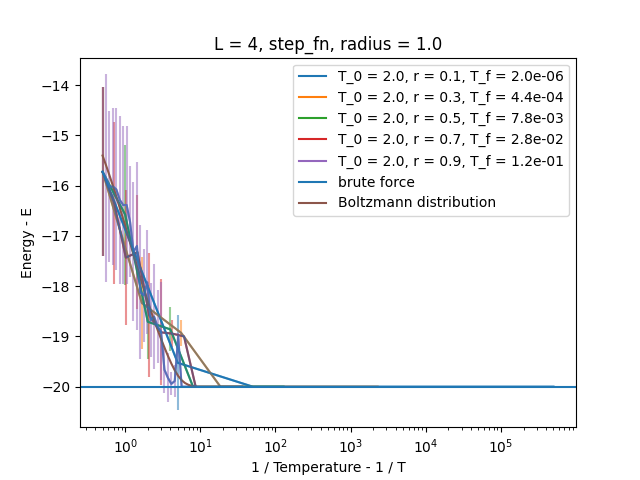 L = 4, step_fn, radius = 1.0
T_0 = 2.0, r = 0.1, T_f = 2.0e-06
T_0 = 2.0, r = 0.3, T_f = 4.4e-04
T_0 = 2.0, r = 0.5, T_f = 7.8e-03
T_0 = 2.0, r = 0.7, T_f = 2.8e-02
T_0 = 2.0, r = 0.9, T_f = 1.2e-01
brute force
Boltzmann distribution
Energy - E
−14
−15
−16
−17
−18
−19
−20
10⁰ 10¹ 10² 10³ 10⁴ 10⁵
1 / Temperature - 1 / T